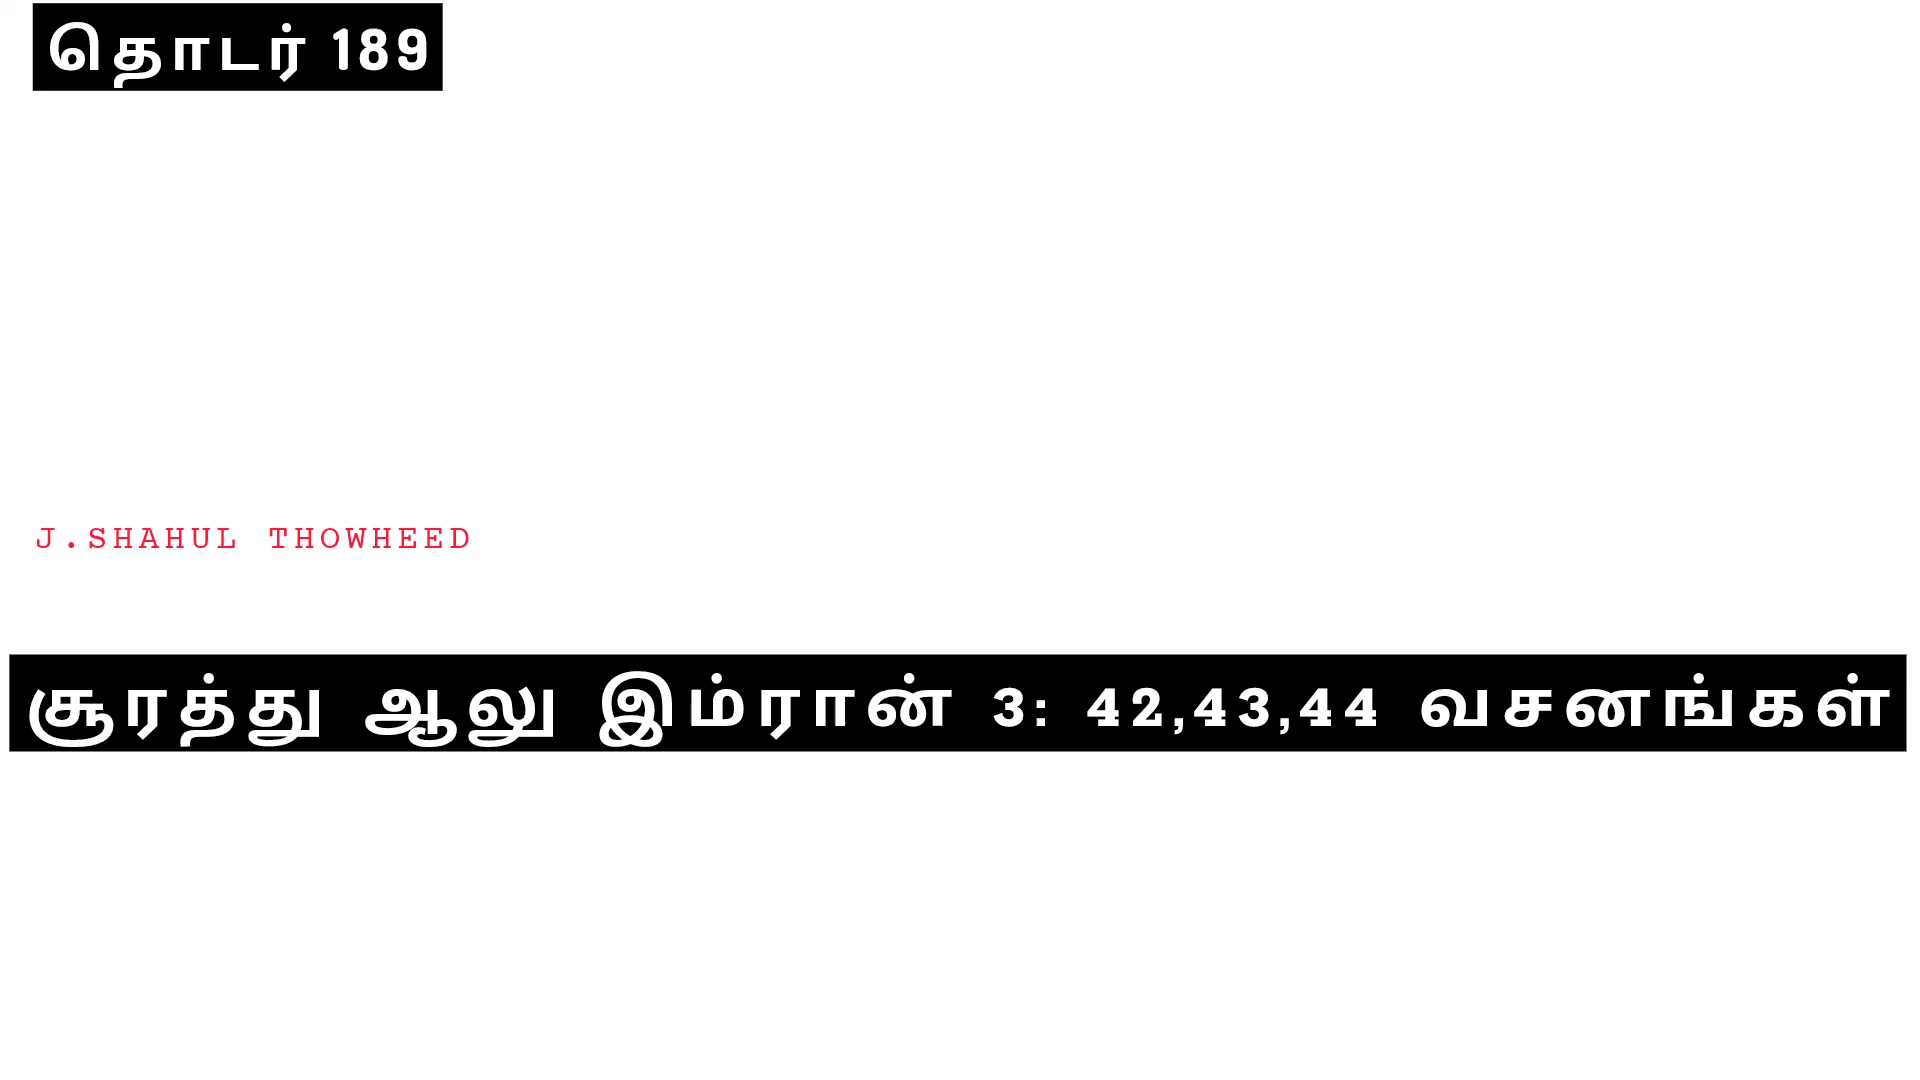 தொடர் 189
J.SHAHUL THOWHEED
சூரத்து ஆலு இம்ரான் 3: 42,43,44 வசனங்கள்